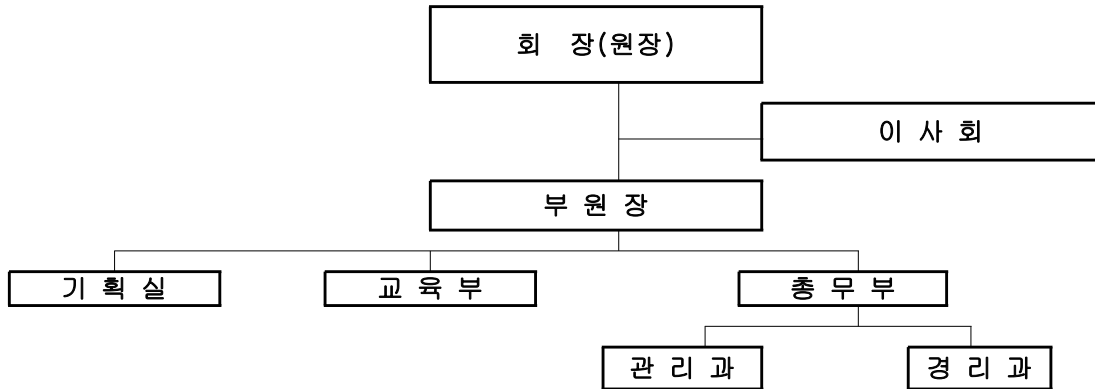 회 장(원장)
이 사 회
부 원 장
기 획 실
교 육 부
총 무 부
관 리 과
경 리 과